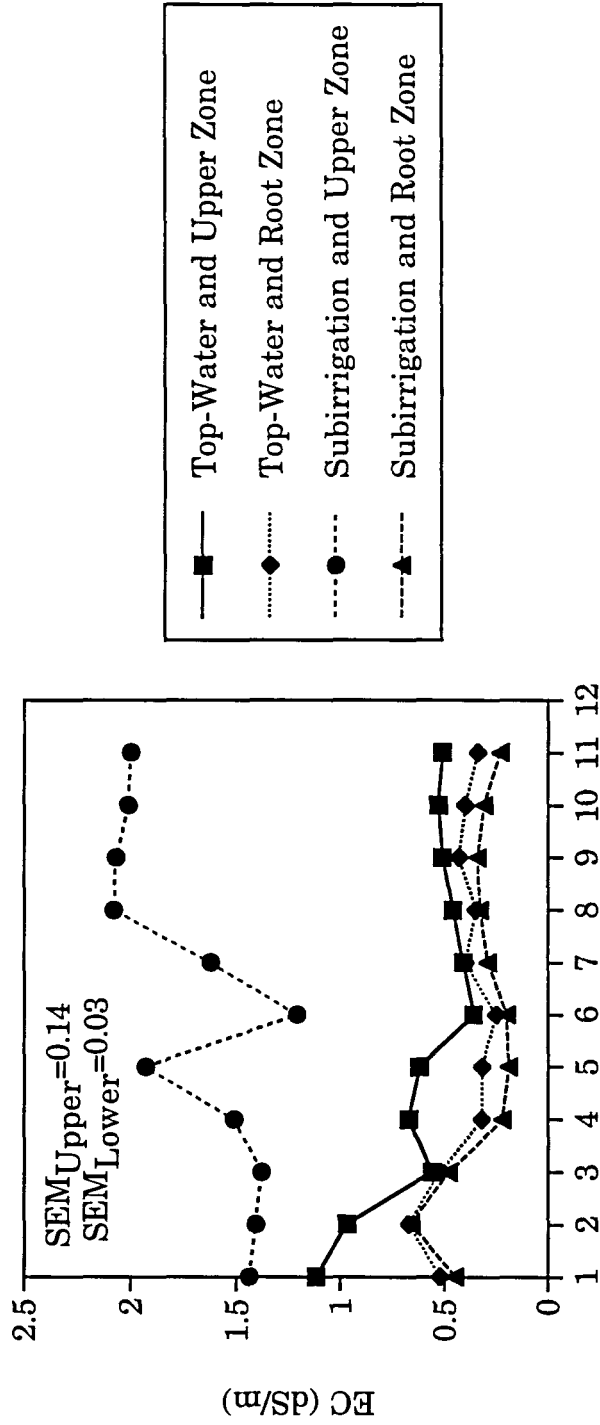 2.5
2
1.5
1
0.5
0
EC (dS/m)
SEMUpper=0.14
SEMLower=0.03
1 2 3 4 5 6 7 8 9 10 11 12
Top-Water and Upper Zone
Top-Water and Root Zone
Subirrigation and Upper Zone
Subirrigation and Root Zone